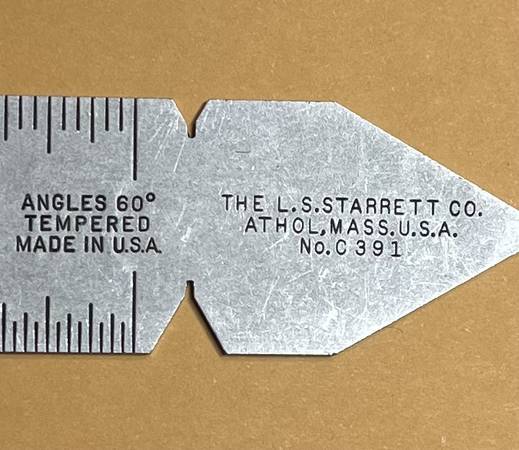 ANGLES 60°
TEMPERED
MADE IN U.S.A.
THE L.S.STARRETT CO.
ATHOL,MASS.U.S.A.
No.C391